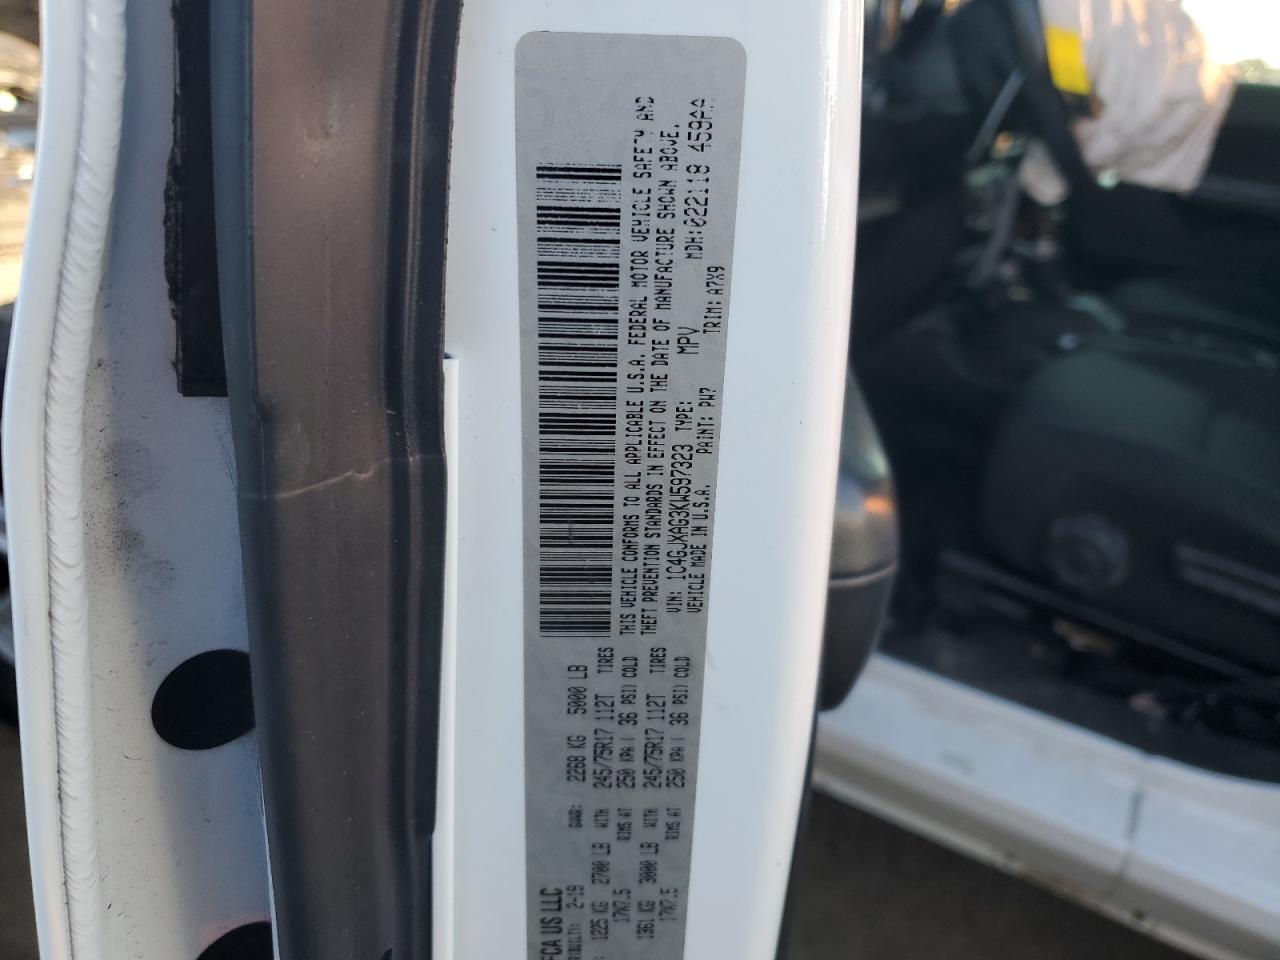 FCA US LLC
2-19 GVWR: 2268 KG 5000 LB
1225 KG 2700 LB WITH 245/75R17 112T TIRES
17X7.5 RIMS AT 250 KPA ( 36 PSI) COLD
1361 KG 3000 LB WITH 245/75R17 112T TIRES
17X7.5 RIMS AT 250 KPA ( 36 PSI) COLD
THIS VEHICLE CONFORMS TO ALL APPLICABLE U.S.A. FEDERAL MOTOR VEHICLE SAFETY AND
THEFT PREVENTION STANDARDS IN EFFECT ON THE DATE OF MANUFACTURE SHOWN ABOVE.
VIN: 1C4GJXAG3KW597323 TYPE: MPV MDH: 022118 459AA
VEHICLE MADE IN U.S.A. PAINT: PW7 TRIM: A7X9